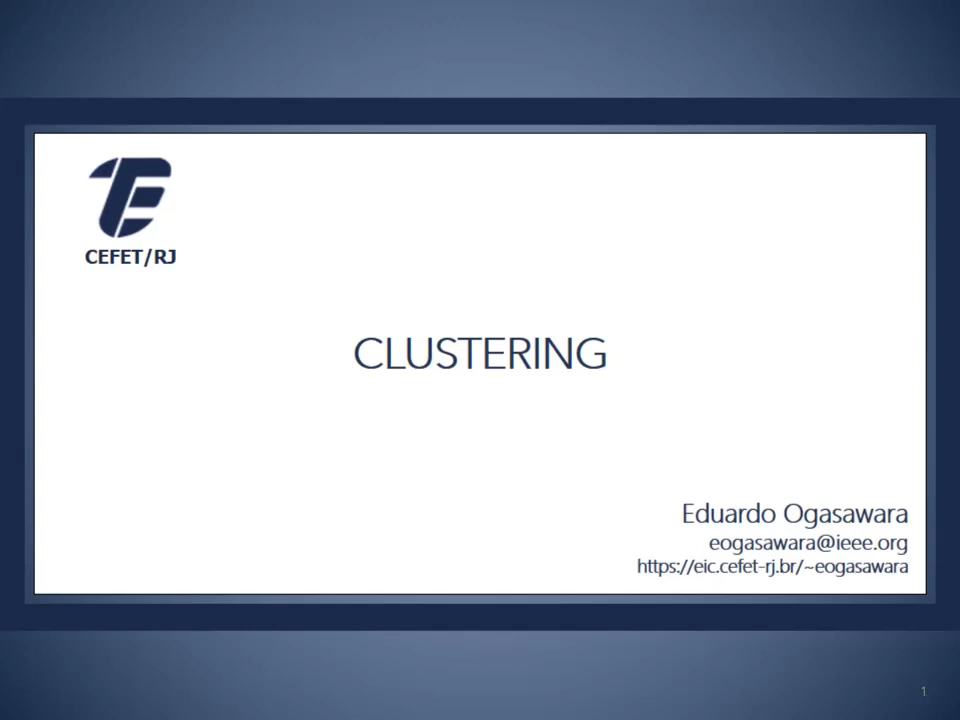 CEFET/RJ
CLUSTERING
Eduardo Ogasawara
eogasawara@ieee.org
https://eic.cefet-rj.br/~eogasawara
1